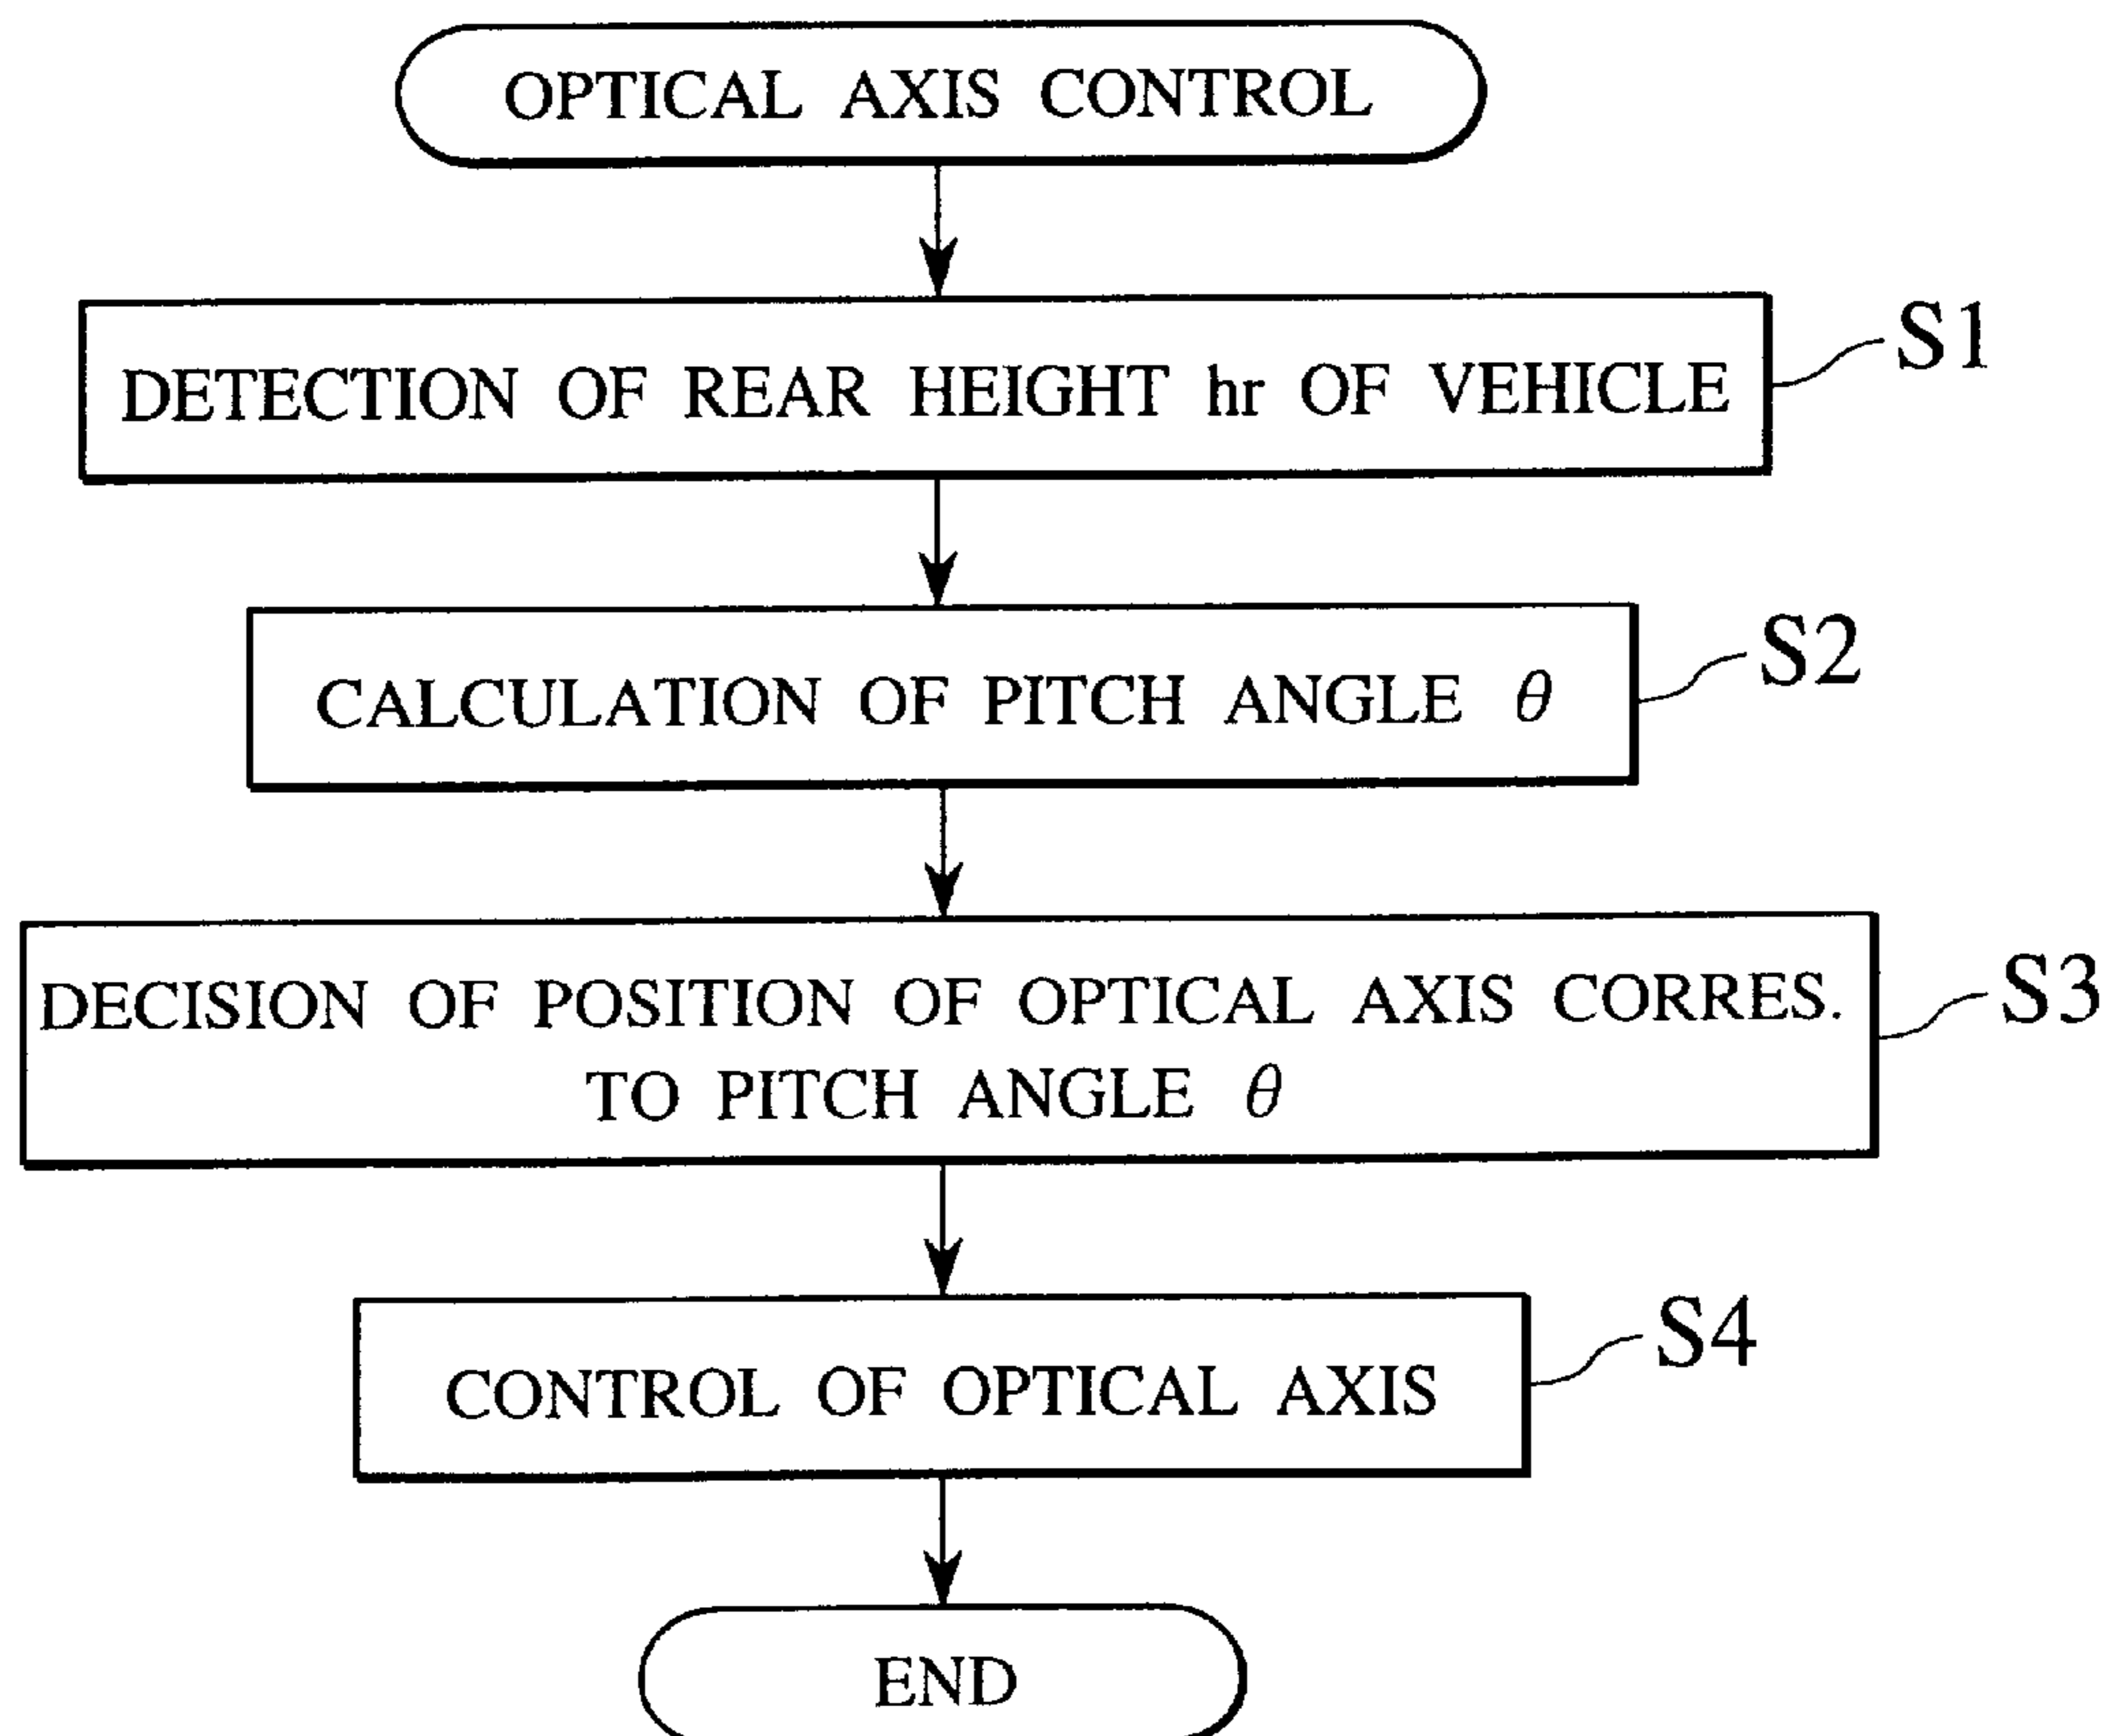 OPTICAL AXIS CONTROL
DETECTION OF REAR HEIGHT hr OF VEHICLE
S1
CALCULATION OF PITCH ANGLE θ
S2
DECISION OF POSITION OF OPTICAL AXIS CORRES.
TO PITCH ANGLE θ
S3
CONTROL OF OPTICAL AXIS
S4
END